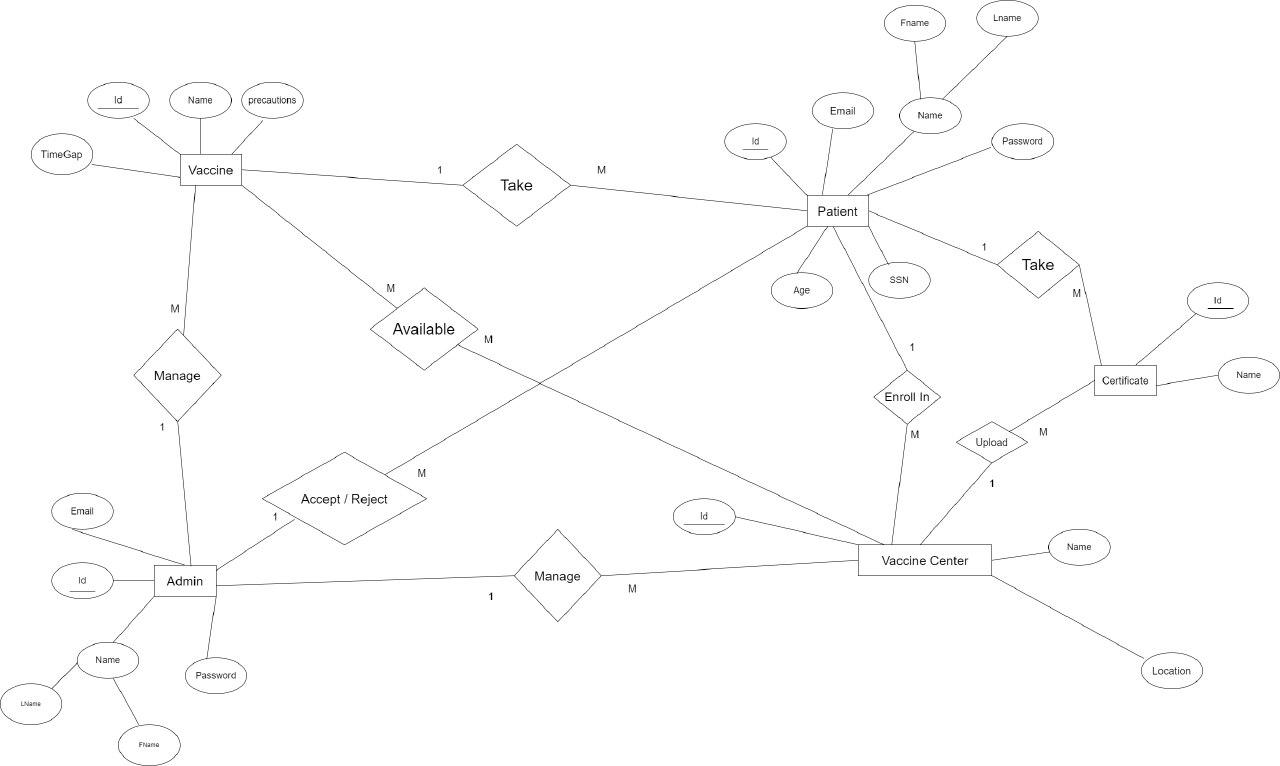 Fname
Lname
Id
Name
precautions
Email
Name
TimeGap
Id
Password
Vaccine
1
Take
M
Patient
1
Take
Age
SSN
M
M
Id
M
Available
M
1
Manage
Certificate
Name
Enroll In
1
M
M
Upload
M
Accept / Reject
1
1
Email
Id
Name
Vaccine Center
Id
Admin
Manage
1
M
Name
Password
Location
LName
FName